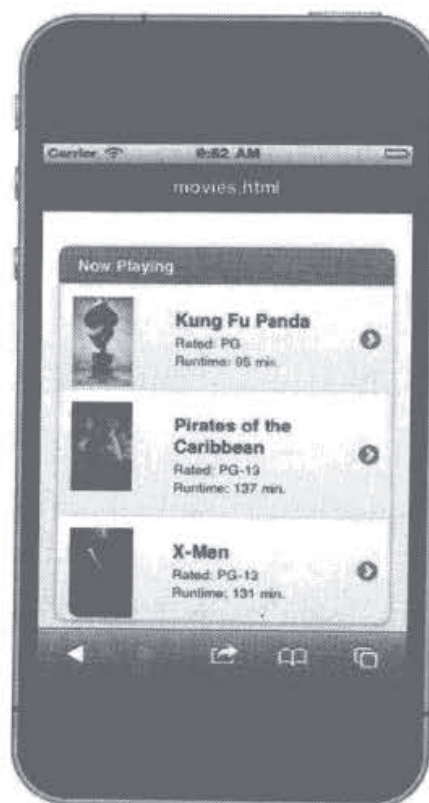 Carrier 9:52 AM
movies.html
Now Playing
Kung Fu Panda
Rated: PG
Runtime: 95 min.
Pirates of the
Caribbean
Rated: PG-13
Runtime: 137 min.
X-Men
Rated: PG-13
Runtime: 131 min.